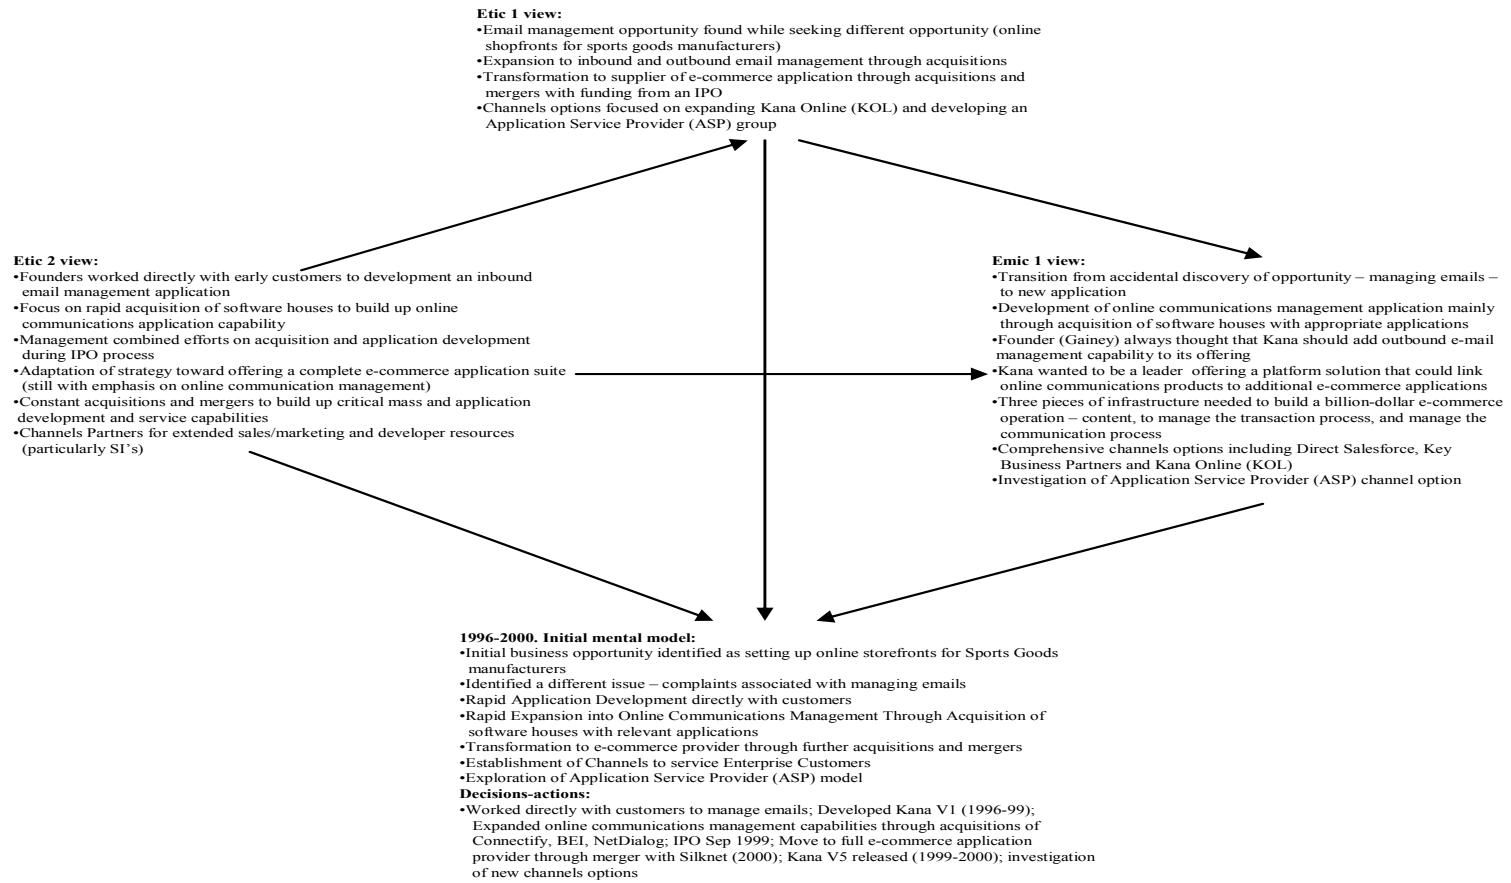 Etic 1 view:
•Email management opportunity found while seeking different opportunity (online
shopfronts for sports goods manufacturers)
•Expansion to inbound and outbound email management through acquisitions
•Transformation to supplier of e-commerce application through acquisitions and
mergers with funding from an IPO
•Channels options focused on expanding Kana Online (KOL) and developing an
Application Service Provider (ASP) group
Etic 2 view:
•Founders worked directly with early customers to development an inbound
email management application
•Focus on rapid acquisition of software houses to build up online
communications application capability
•Management combined efforts on acquisition and application development
during IPO process
•Adaptation of strategy toward offering a complete e-commerce application suite
(still with emphasis on online communication management)
•Constant acquisitions and mergers to build up critical mass and application
development and service capabilities
•Channels Partners for extended sales/marketing and developer resources
(particularly SI’s)
Emic 1 view:
•Transition from accidental discovery of opportunity – managing emails –
to new application
•Development of online communications management application mainly
through acquisition of software houses with appropriate applications
•Founder (Gainey) always thought that Kana should add outbound e-mail
management capability to its offering
•Kana wanted to be a leader offering a platform solution that could link
online communications products to additional e-commerce applications
•Three pieces of infrastructure needed to build a billion-dollar e-commerce
operation – content, to manage the transaction process, and manage the
communication process
•Comprehensive channels options including Direct Salesforce, Key
Business Partners and Kana Online (KOL)
•Investigation of Application Service Provider (ASP) channel option
1996-2000. Initial mental model:
•Initial business opportunity identified as setting up online storefronts for Sports Goods
manufacturers
•Identified a different issue – complaints associated with managing emails
•Rapid Application Development directly with customers
•Rapid Expansion into Online Communications Management Through Acquisition of
software houses with relevant applications
•Transformation to e-commerce provider through further acquisitions and mergers
•Establishment of Channels to service Enterprise Customers
•Exploration of Application Service Provider (ASP) model
Decisions-actions:
•Worked directly with customers to manage emails; Developed Kana V1 (1996-99);
Expanded online communications management capabilities through acquisitions of
Connectify, BEI, NetDialog; IPO Sep 1999; Move to full e-commerce application
provider through merger with Silknet (2000); Kana V5 released (1999-2000); investigation
of new channels options